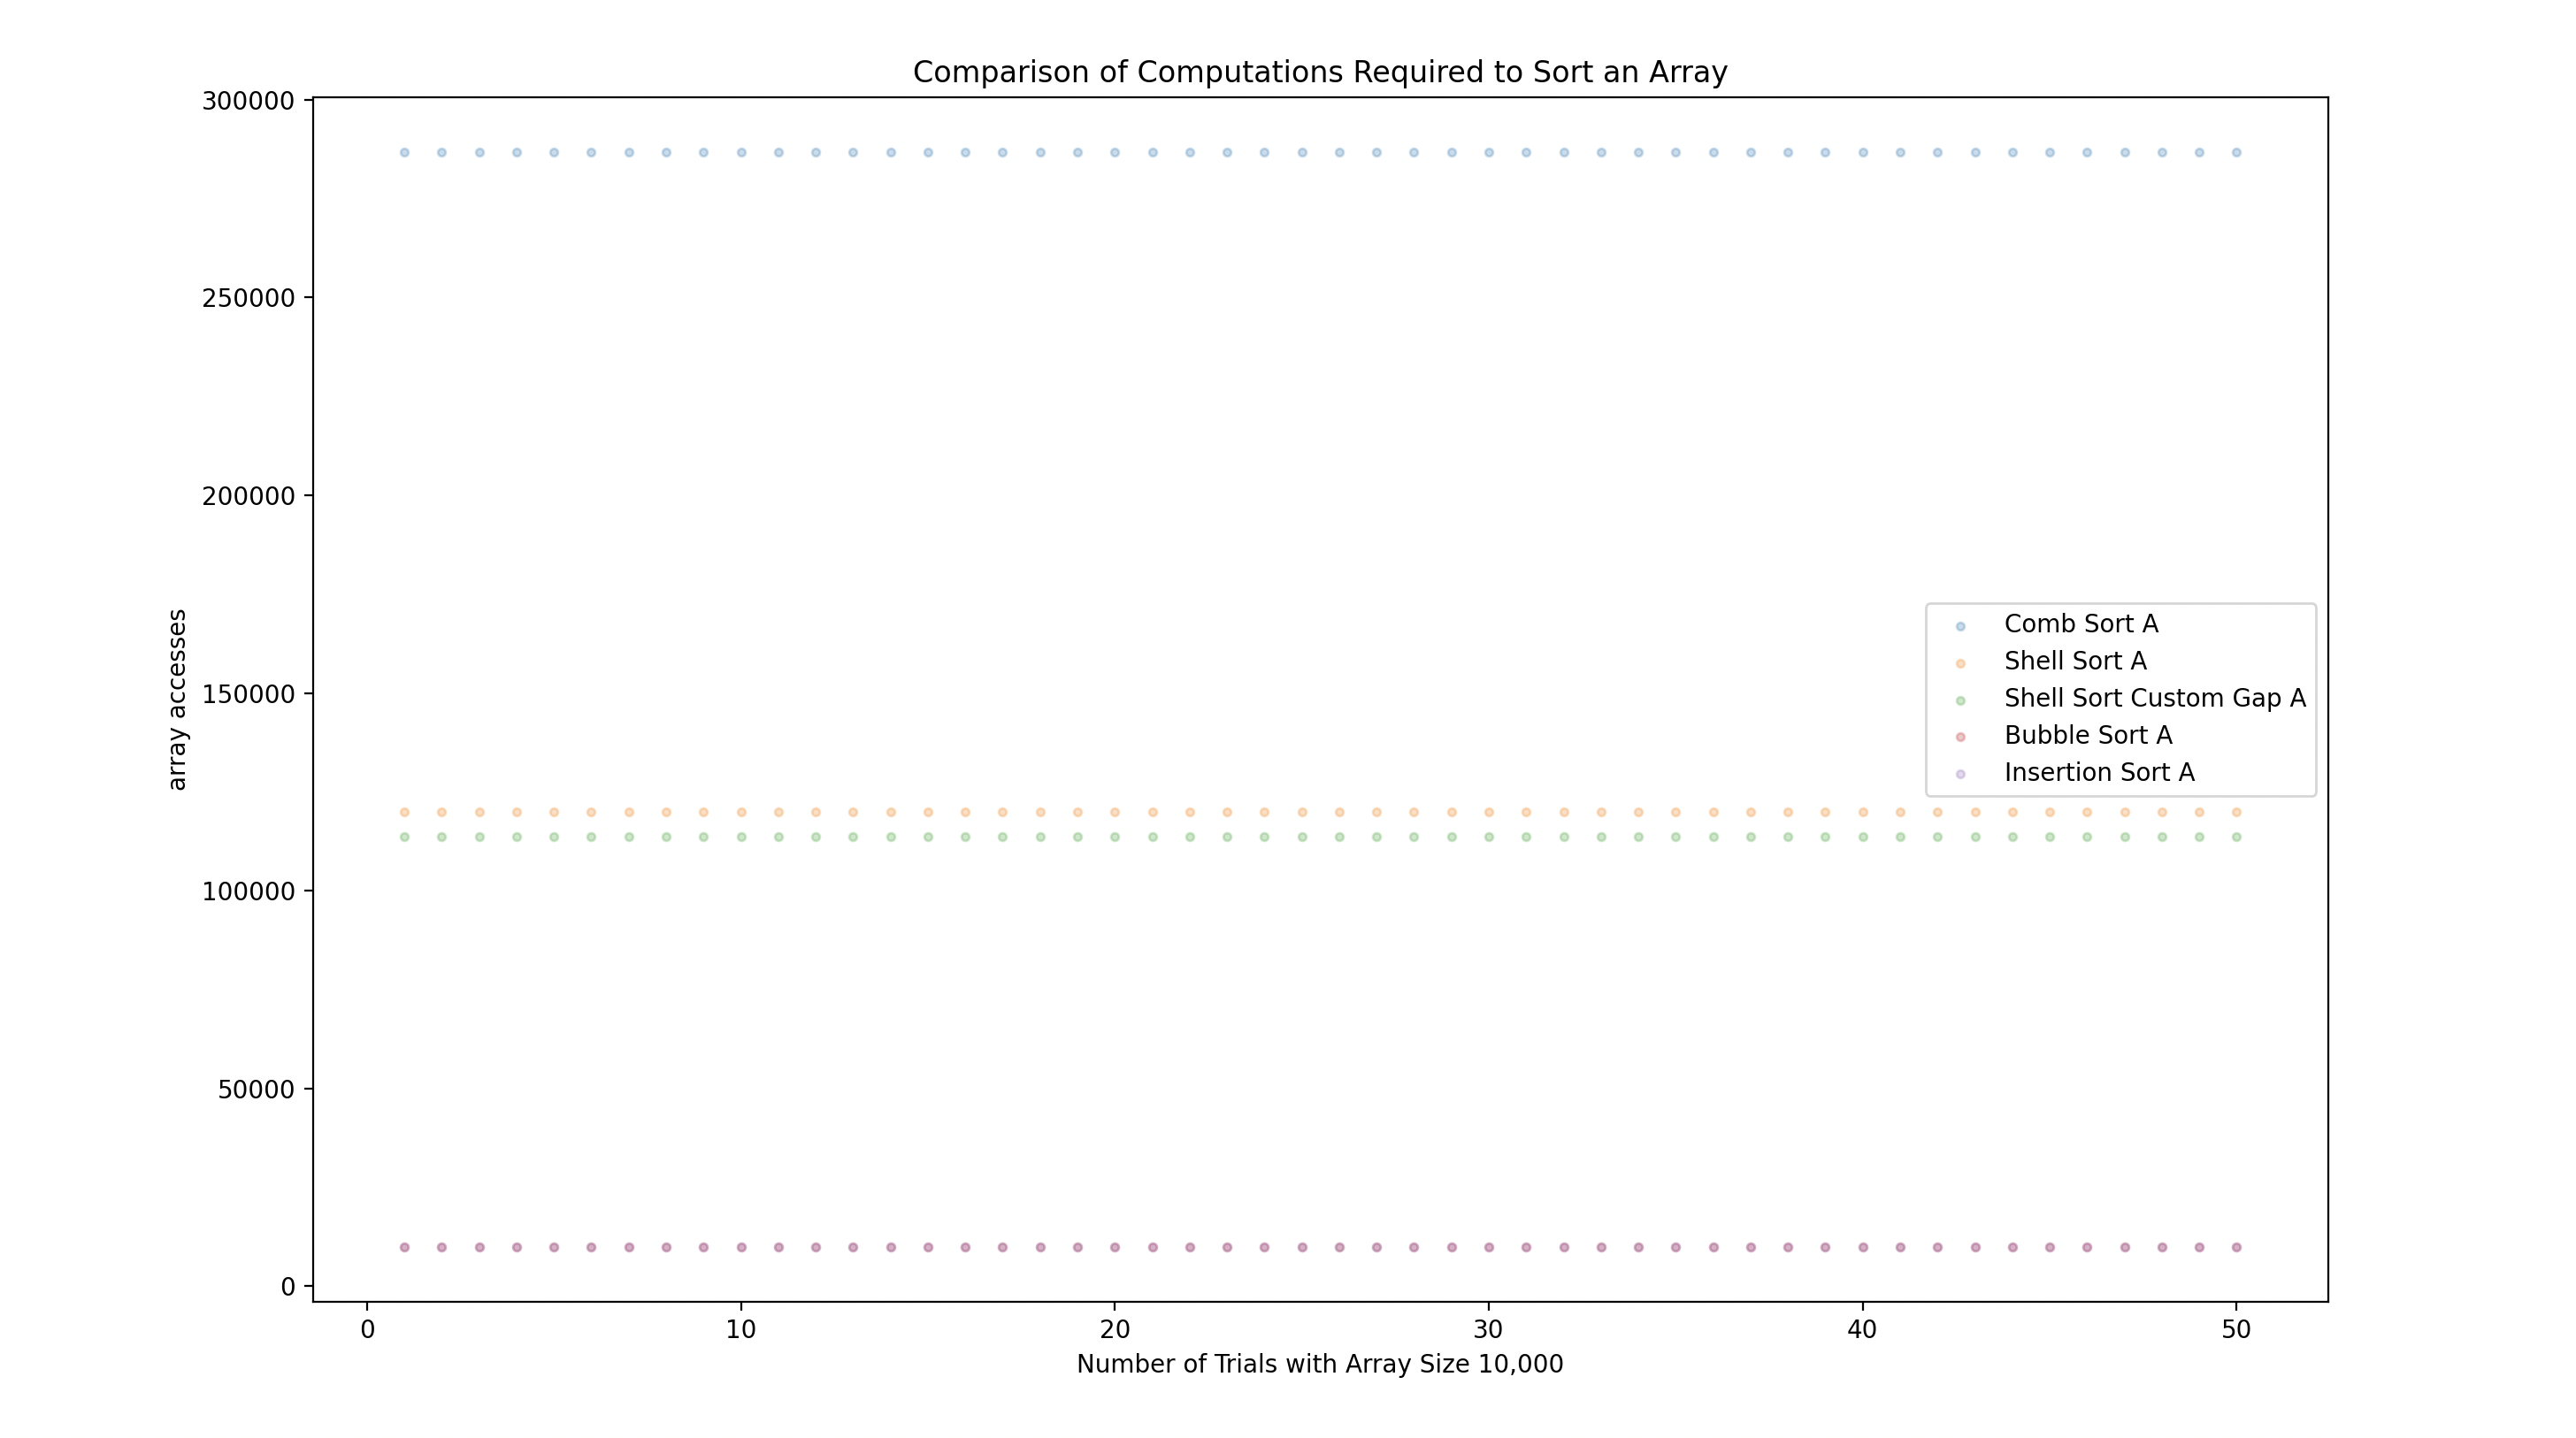 Comparison of Computations Required to Sort an Array
300000
250000
200000
150000
100000
50000
0
array accesses
Comb Sort A
Shell Sort A
Shell Sort Custom Gap A
Bubble Sort A
Insertion Sort A
0 10 20 30 40 50
Number of Trials with Array Size 10,000